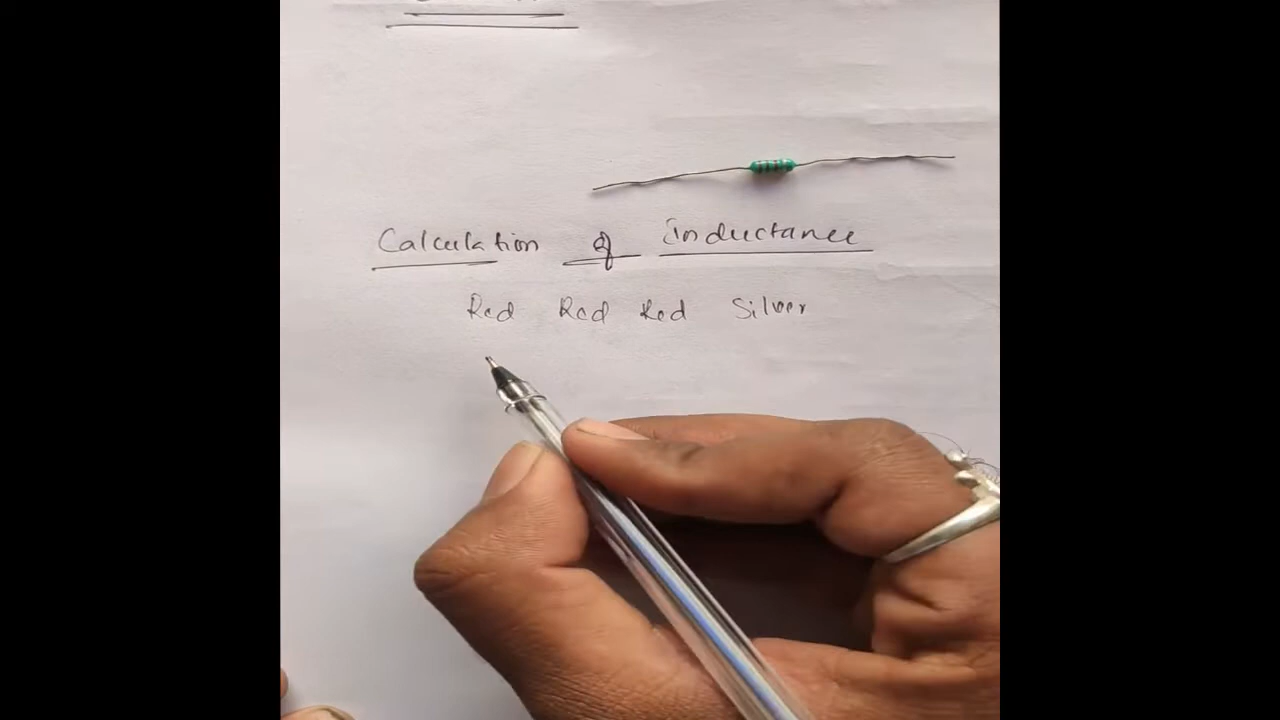 Calculation of inductance
Red Red Red Silver